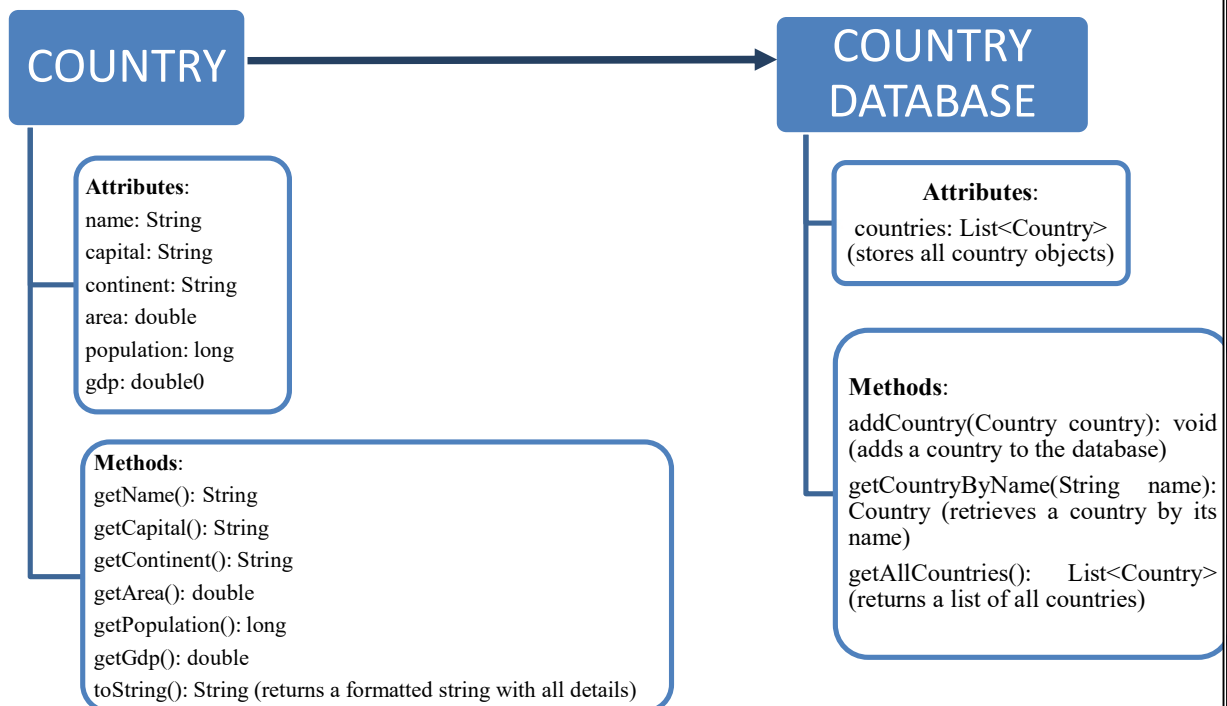 COUNTRY
Attributes:
name: String
capital: String
continent: String
area: double
population: long
gdp: double0
Methods:
getName(): String
getCapital(): String
getContinent(): String
getArea(): double
getPopulation(): long
getGdp(): double
toString(): String (returns a formatted string with all details)
COUNTRY
DATABASE
Attributes:
countries: List<Country>
(stores all country objects)
Methods:
addCountry(Country country): void
(adds a country to the database)
getCountryByName(String name):
Country (retrieves a country by its
name)
getAllCountries(): List<Country>
(returns a list of all countries)